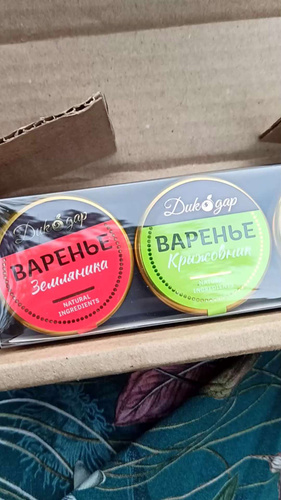 Дикодар
ВАРЕНЬЕ
Земляника
NATURAL
INGREDIENTS
Дикодар
ВАРЕНЬЕ
Крыжовник